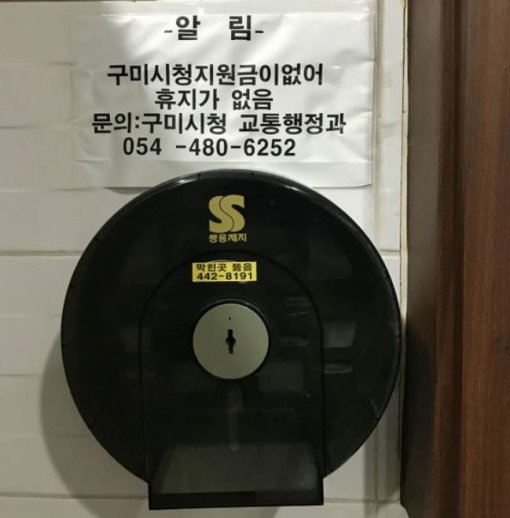 -알 림-
구미시청지원금이없어
휴지가 없음
문의:구미시청 교통행정과
054 -480-6252
SS
쌍용제지
막힌곳 뚫음
442-8191